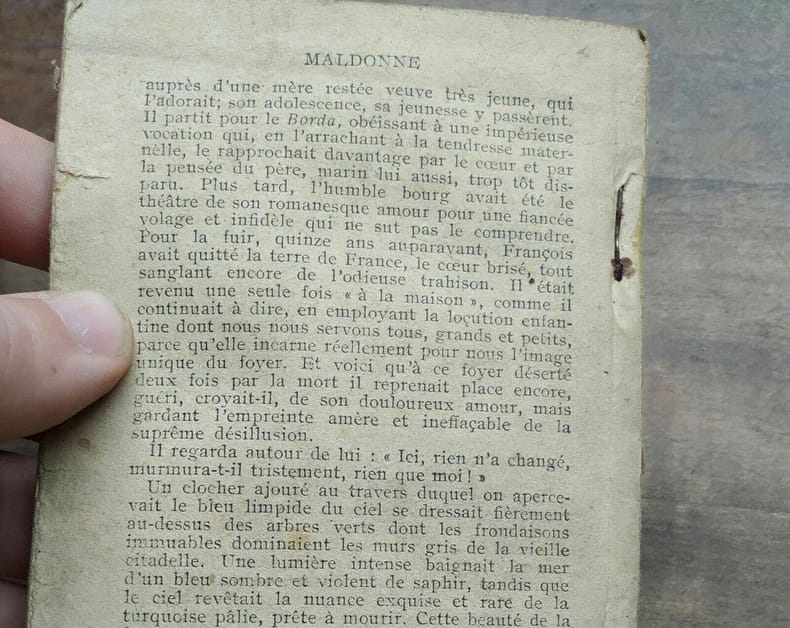 MALDONNE
auprès d'une mère restée veuve très jeune, qui
l'adorait; son adolescence, sa jeunesse y passèrent.
Il partit pour le Borda, obéissant à une impérieuse
vocation qui, en l'arrachant à la tendresse mater-
nelle, le rapprochait davantage par le cœur et par
la pensée du père, marin lui aussi, trop tôt dis-
paru. Plus tard, l'humble bourg avait été le
théâtre de son romanesque amour pour une fiancée
volage et infidèle qui ne sut pas le comprendre.
Pour la fuir, quinze ans auparavant, François
avait quitté la terre de France, le cœur brisé, tout
sanglant encore de l'odieuse trahison. Il était
revenu une seule fois « à la maison », comme il
continuait à dire, en employant la locution enfan-
tine dont nous nous servons tous, grands et petits,
parce qu'elle incarne réellement pour nous l'image
unique du foyer. Et voici qu'à ce foyer déserté
deux fois par la mort il reprenait place encore,
guéri, croyait-il, de son douloureux amour, mais
gardant l'empreinte amère et ineffaçable de la
suprême désillusion.
Il regarda autour de lui : « Ici, rien n'a changé,
murmura-t-il tristement, rien que moi ! »
Un clocher ajouré au travers duquel on aperce-
vait le bleu limpide du ciel se dressait fièrement
au-dessus des arbres verts dont les frondaisons
immuables dominaient les murs gris de la vieille
citadelle. Une lumière intense baignait la mer
d'un bleu sombre et violent de saphir, tandis que
le ciel revêtait la nuance exquise et rare de la
turquoise pâlie, prête à mourir. Cette beauté de la